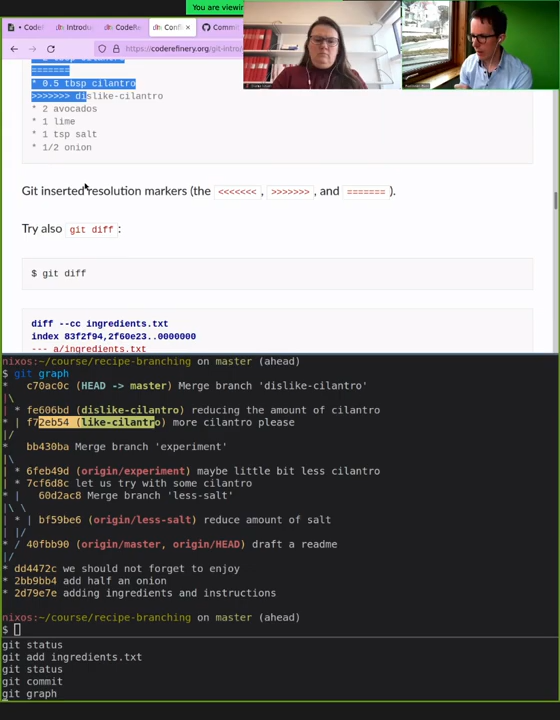 You are viewin
CodeI
Introdu
CodeRe
Confl
Commit
https://coderefinery.org/git-intro/
=======
* 0.5 tbsp cilantro
>>>>>>> dislike-cilantro
* 2 avocados
* 1 lime
* 1 tsp salt
* 1/2 onion
Git inserted resolution markers (the <<<<<<<, >>>>>>>, and =======).
Try also git diff:
$ git diff
diff --cc ingredients.txt
index 83f2f94,2f60e23..0000000
--- a/ingredients.txt
nixos:~/course/recipe-branching on master (ahead)
$ git graph
*   c70ac0c (HEAD -> master) Merge branch 'dislike-cilantro'
|\
| * fe606bd (dislike-cilantro) reducing the amount of cilantro
* | f72eb54 (like-cilantro) more cilantro please
|/
*   bb430ba Merge branch 'experiment'
|\
| * 6feb49d (origin/experiment) maybe little bit less cilantro
| * 7cf6d8c let us try with some cilantro
* |   60d2ac8 Merge branch 'less-salt'
|\ \
| * | bf59be6 (origin/less-salt) reduce amount of salt
| |/
* / 40fbb90 (origin/master, origin/HEAD) draft a readme
|/
* dd4472c we should not forget to enjoy
* 2bb9bb4 add half an onion
* 2d79e7e adding ingredients and instructions
nixos:~/course/recipe-branching on master (ahead)
$
git status
git add ingredients.txt
git status
git commit
git graph